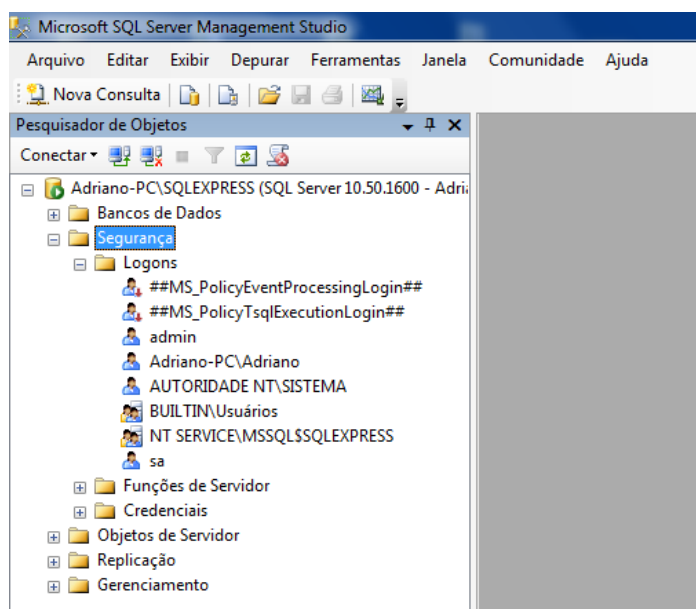 Microsoft SQL Server Management Studio
Arquivo Editar Exibir Depurar Ferramentas Janela Comunidade Ajuda
Nova Consulta
Pesquisador de Objetos
Conectar
Adriano-PC\SQLEXPRESS (SQL Server 10.50.1600 - Adri
Bancos de Dados
Segurança
Logons
##MS_PolicyEventProcessingLogin##
##MS_PolicyTsqlExecutionLogin##
admin
Adriano-PC\Adriano
AUTORIDADE NT\SISTEMA
BUILTIN\Usuários
NT SERVICE\MSSQL$SQLEXPRESS
sa
Funções de Servidor
Credenciais
Objetos de Servidor
Replicação
Gerenciamento